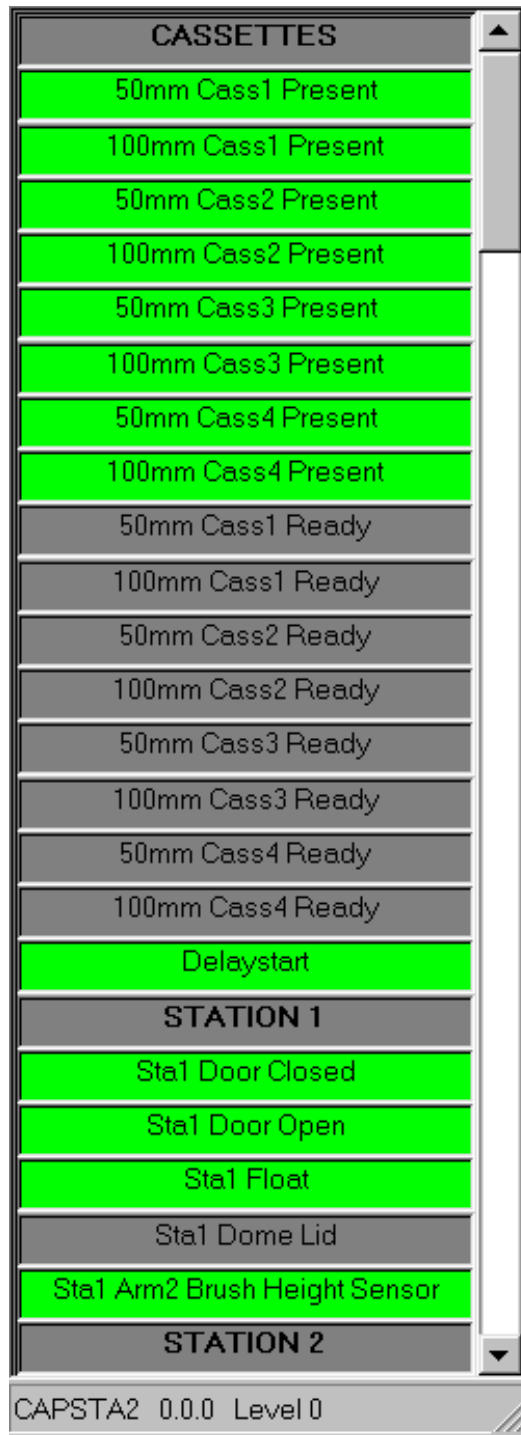 CASSETTES
50mm Cass1 Present
100mm Cass1 Present
50mm Cass2 Present
100mm Cass2 Present
50mm Cass3 Present
100mm Cass3 Present
50mm Cass4 Present
100mm Cass4 Present
50mm Cass1 Ready
100mm Cass1 Ready
50mm Cass2 Ready
100mm Cass2 Ready
50mm Cass3 Ready
100mm Cass3 Ready
50mm Cass4 Ready
100mm Cass4 Ready
Delaystart
STATION 1
Sta1 Door Closed
Sta1 Door Open
Sta1 Float
Sta1 Dome Lid
Sta1 Arm2 Brush Height Sensor
STATION 2
CAPSTA2 0.0.0 Level 0